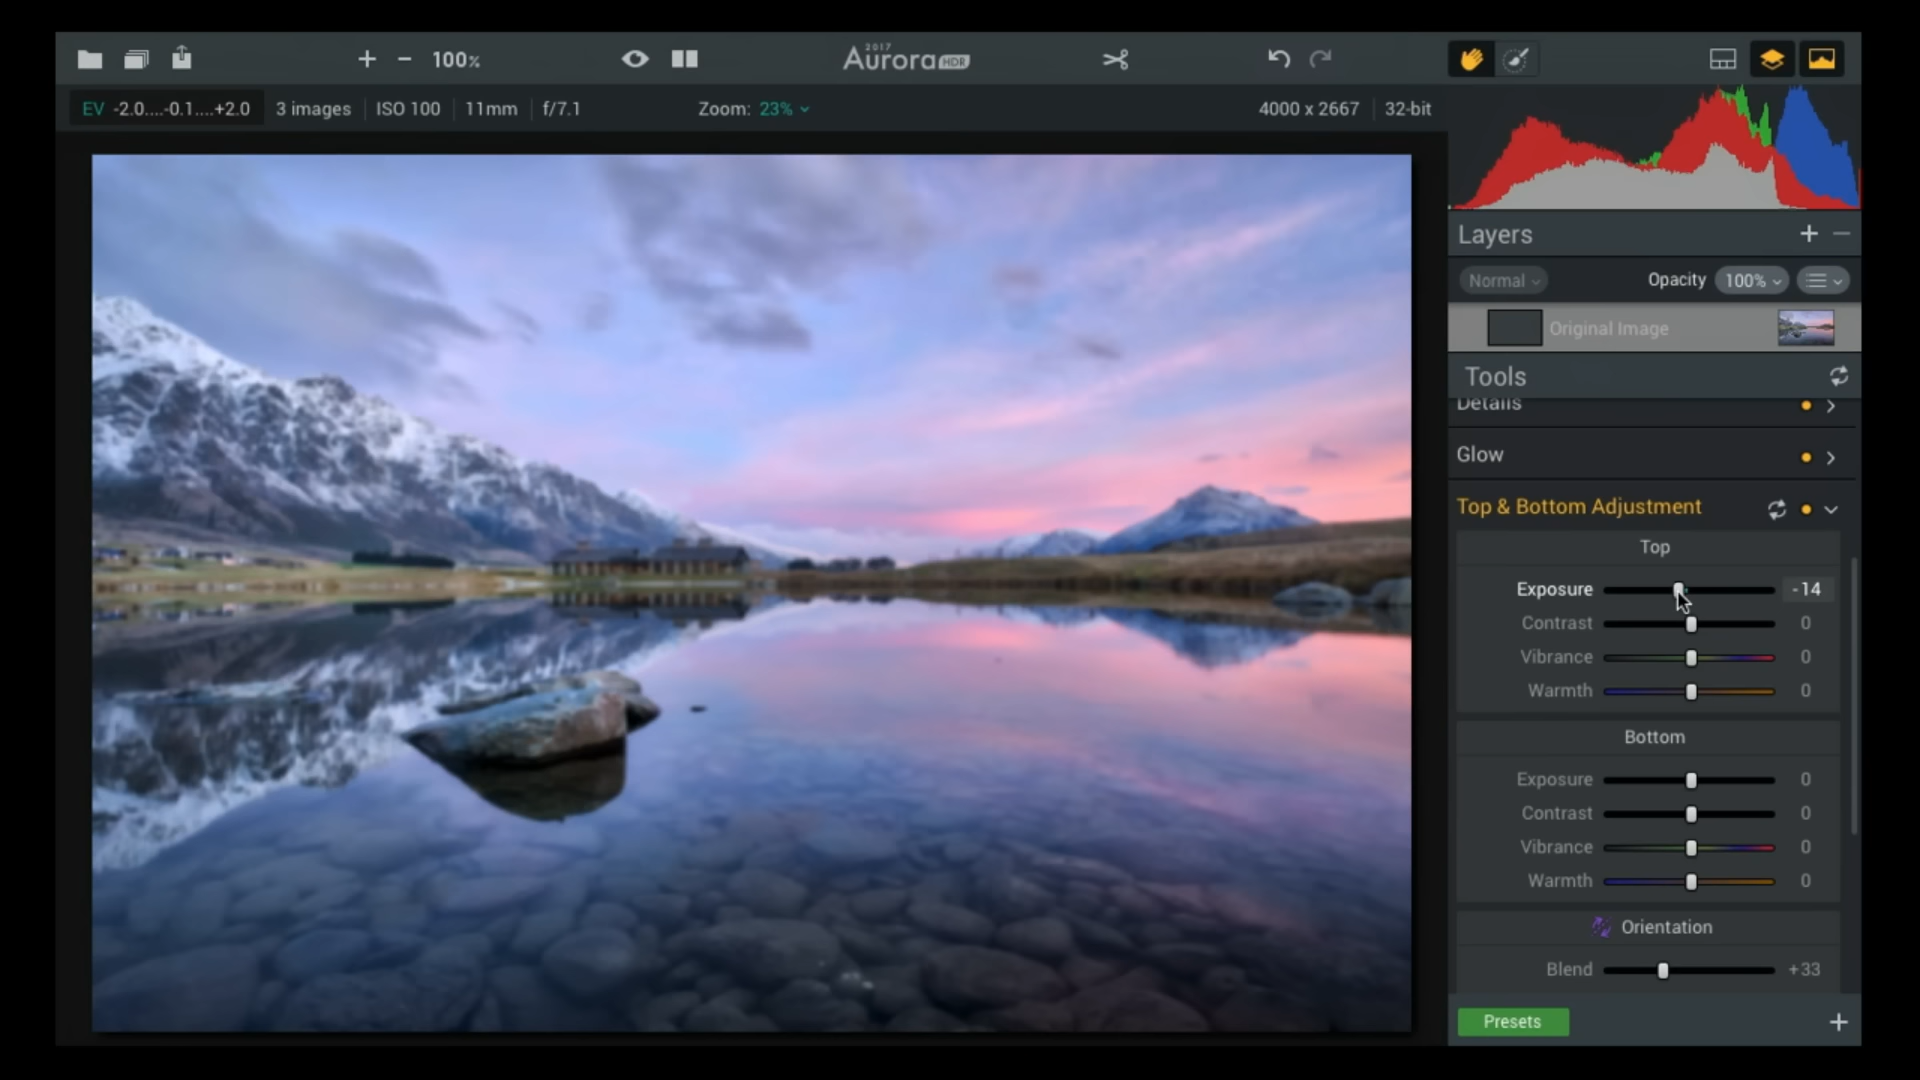 100%
2017
Aurora HDR
EV -2.0....-0.1....+2.0
3 images
ISO 100
11mm
f/7.1
Zoom: 23%
4000 x 2667
32-bit
Layers
Normal
Opacity 100%
Original Image
Tools
Details
Glow
Top & Bottom Adjustment
Top
Exposure -14
Contrast 0
Vibrance 0
Warmth 0
Bottom
Exposure 0
Contrast 0
Vibrance 0
Warmth 0
Orientation
Blend +33
Presets